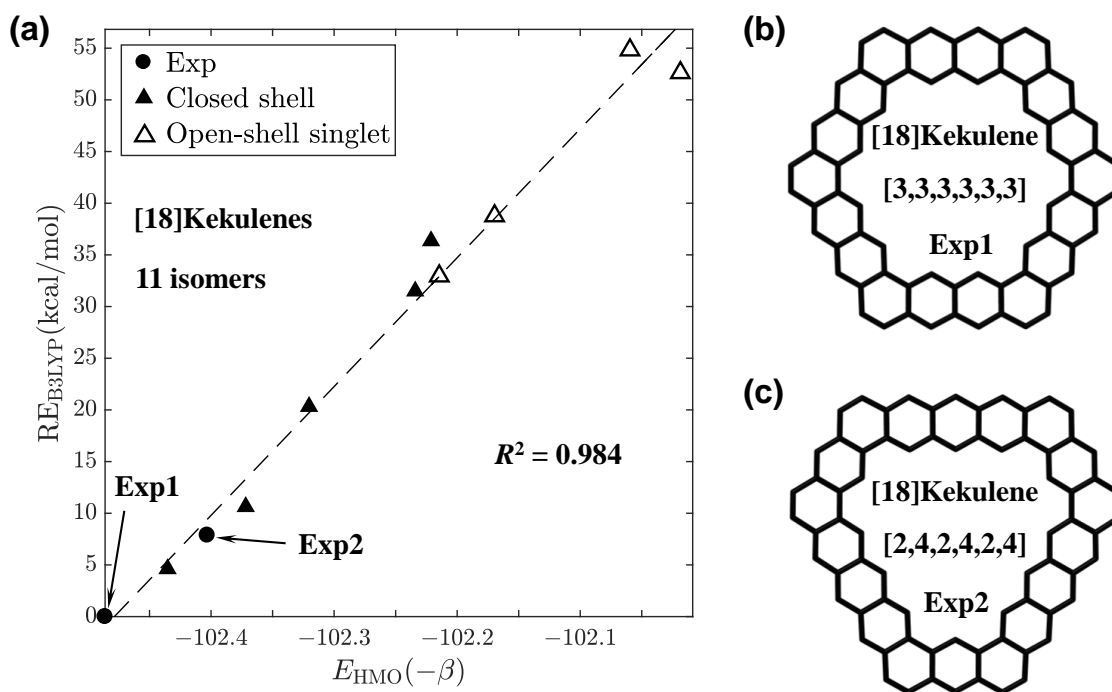 (a)
Exp
Closed shell
Open-shell singlet
[18]Kekulenes
11 isomers
R² = 0.984
Exp1
Exp2
RE_B3LYP(kcal/mol)
55
50
45
40
35
30
25
20
15
10
5
0
−102.4
−102.3
−102.2
−102.1
E_HMO(−β)
(b)
[18]Kekulene
[3,3,3,3,3,3]
Exp1
(c)
[18]Kekulene
[2,4,2,4,2,4]
Exp2